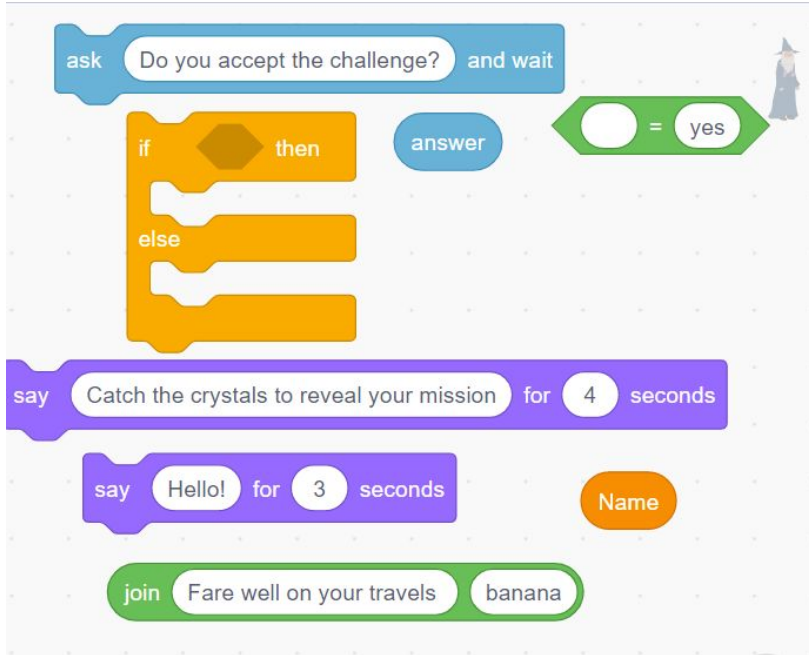 ask Do you accept the challenge? and wait
if then answer = yes
else
say Catch the crystals to reveal your mission for 4 seconds
say Hello! for 3 seconds
Name
join Fare well on your travels banana